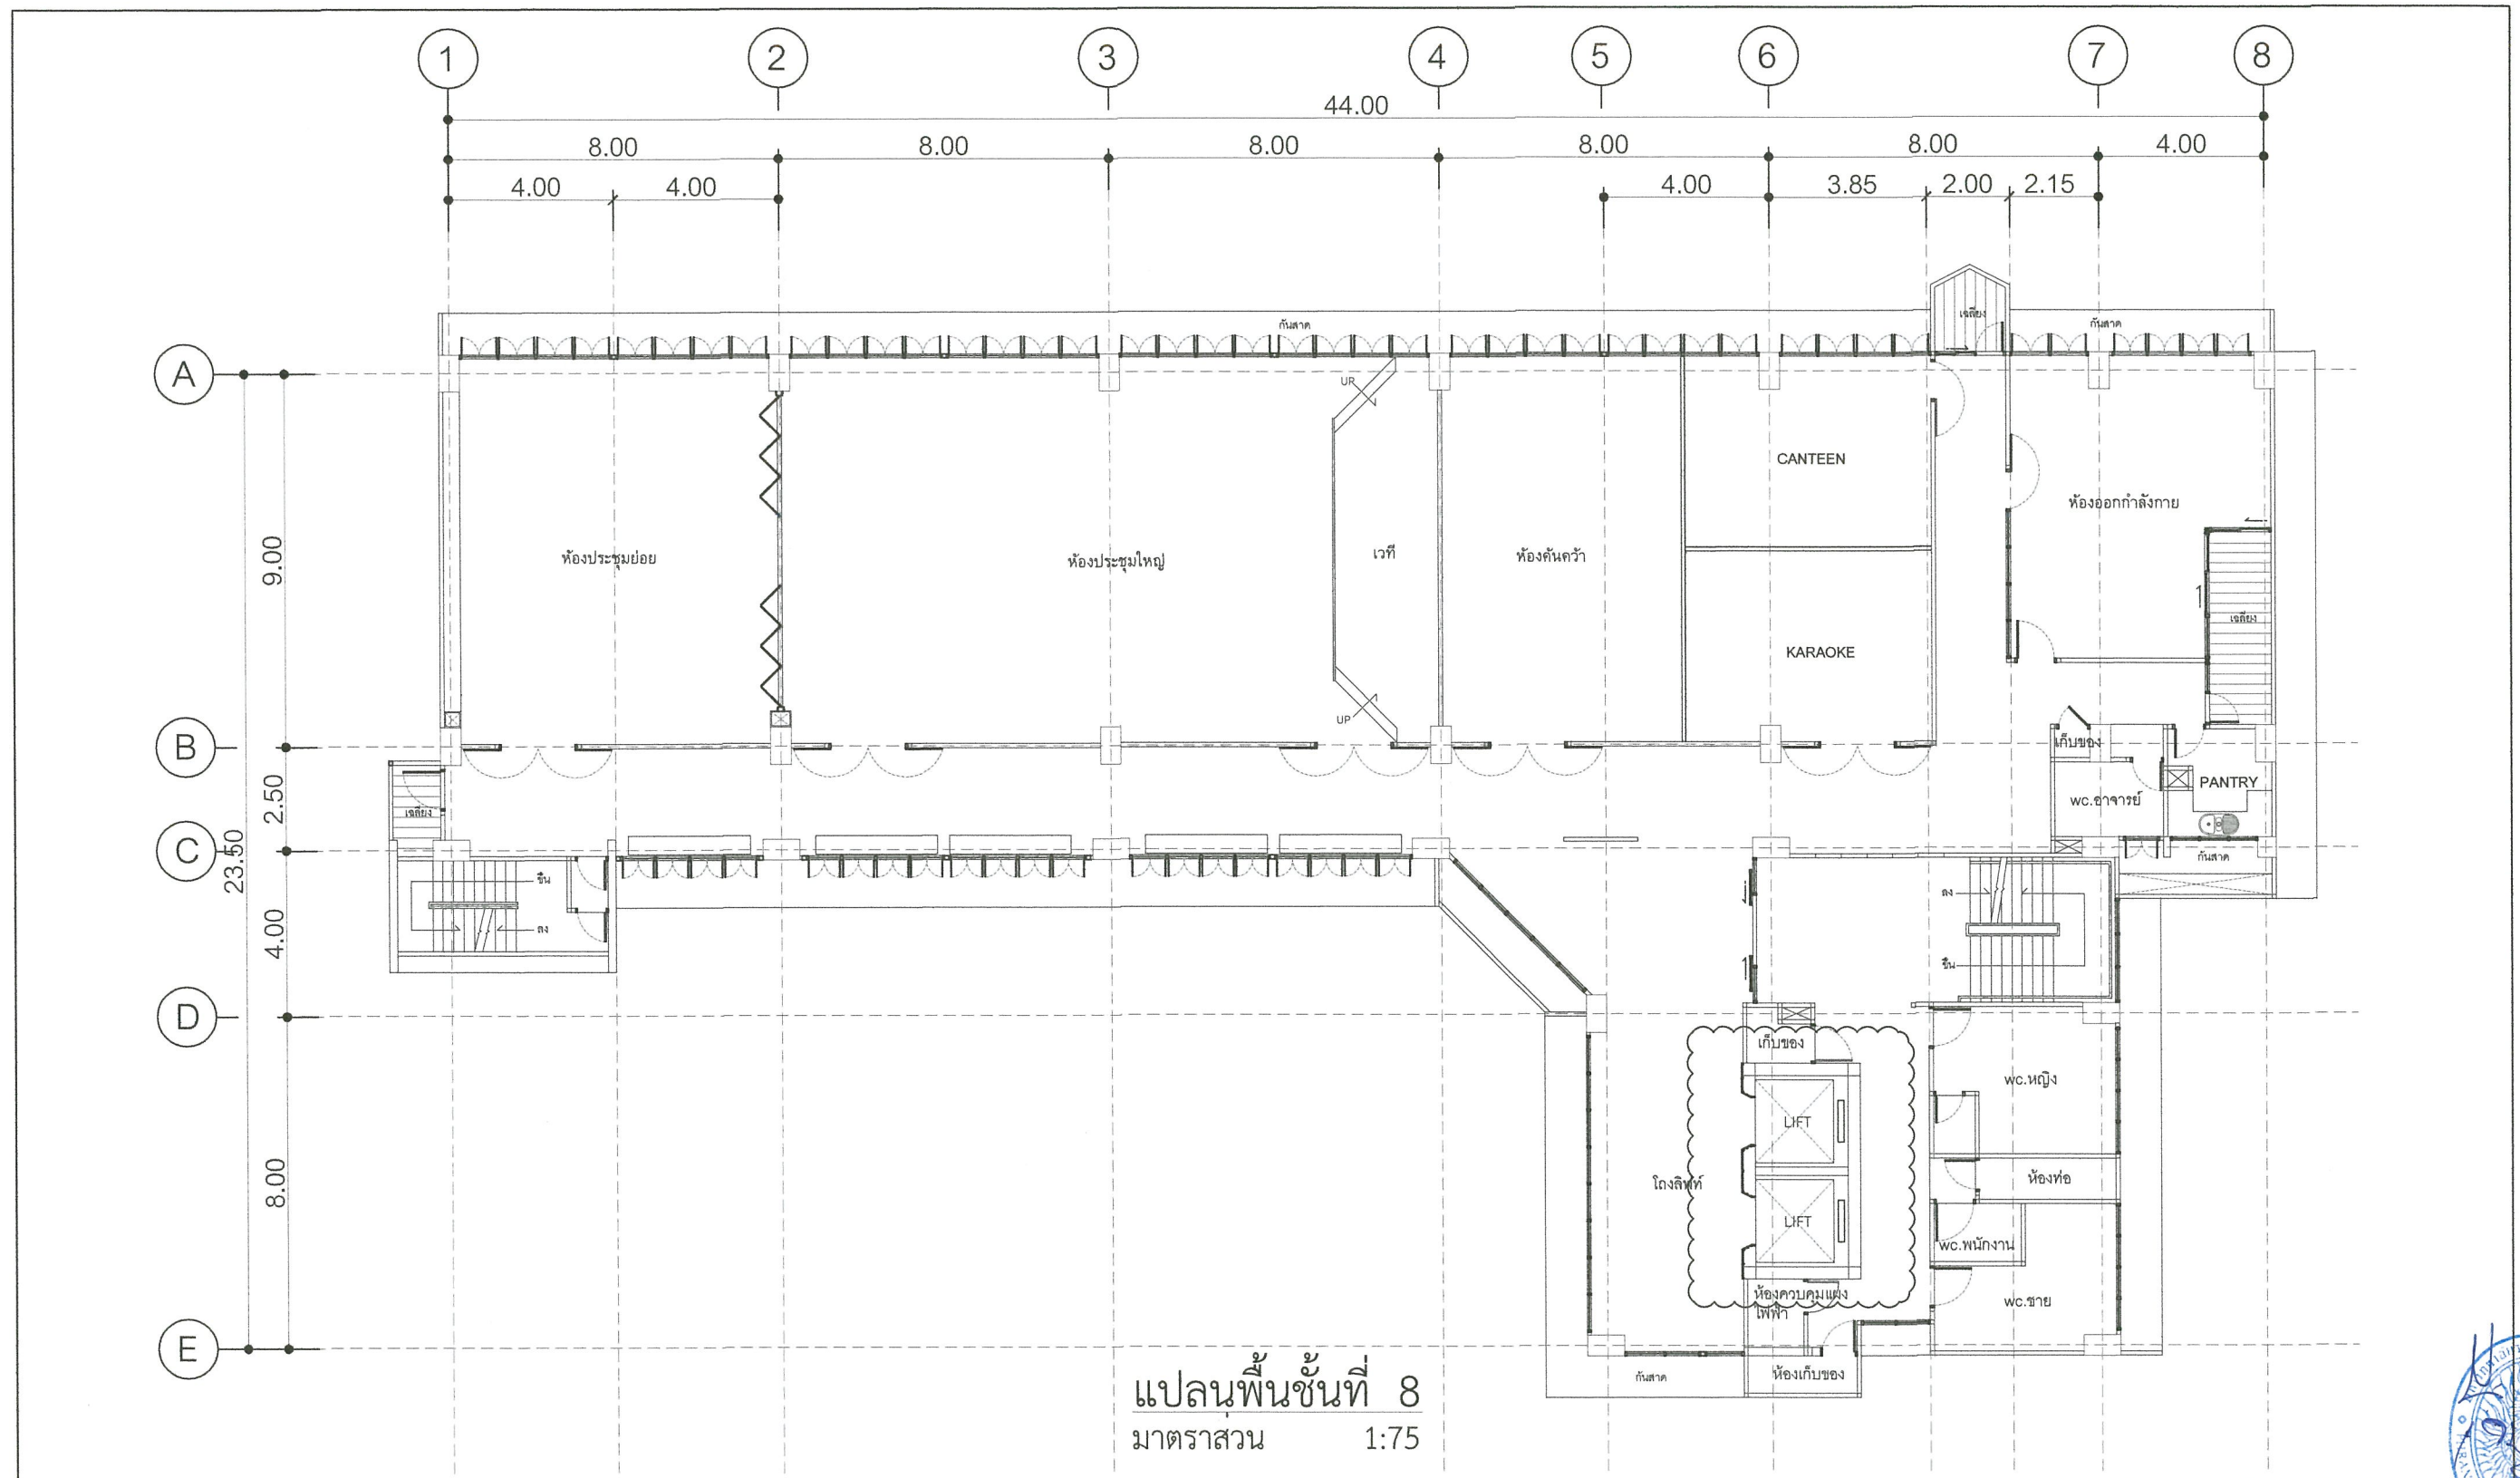 1 2 3 4 5 6 7 8
44.00
8.00 8.00 8.00 8.00 8.00 4.00
4.00 4.00 4.00 3.85 2.00 2.15
เฉลียง
กันสาด กันสาด
A
UR
CANTEEN
ห้องออกกำลังกาย
9.00
ห้องประชุมย่อย ห้องประชุมใหญ่ เวที ห้องค้นคว้า
เฉลียง
KARAOKE
UP
B
เก็บของ
PANTRY
wc.อาจารย์
2.50
เฉลียง
C
23.50
กันสาด
ขึ้น
ลง
ลง
4.00
ขึ้น
D
เก็บของ
wc.หญิง
LIFT
8.00
โถงลิฟท์
ห้องท่อ
LIFT
wc.พนักงาน
ห้องควบคุมแผง
ไฟฟ้า
wc.ชาย
E
กันสาด
ห้องเก็บของ
แปลนพื้นชั้นที่ 8
มาตราส่วน 1:75